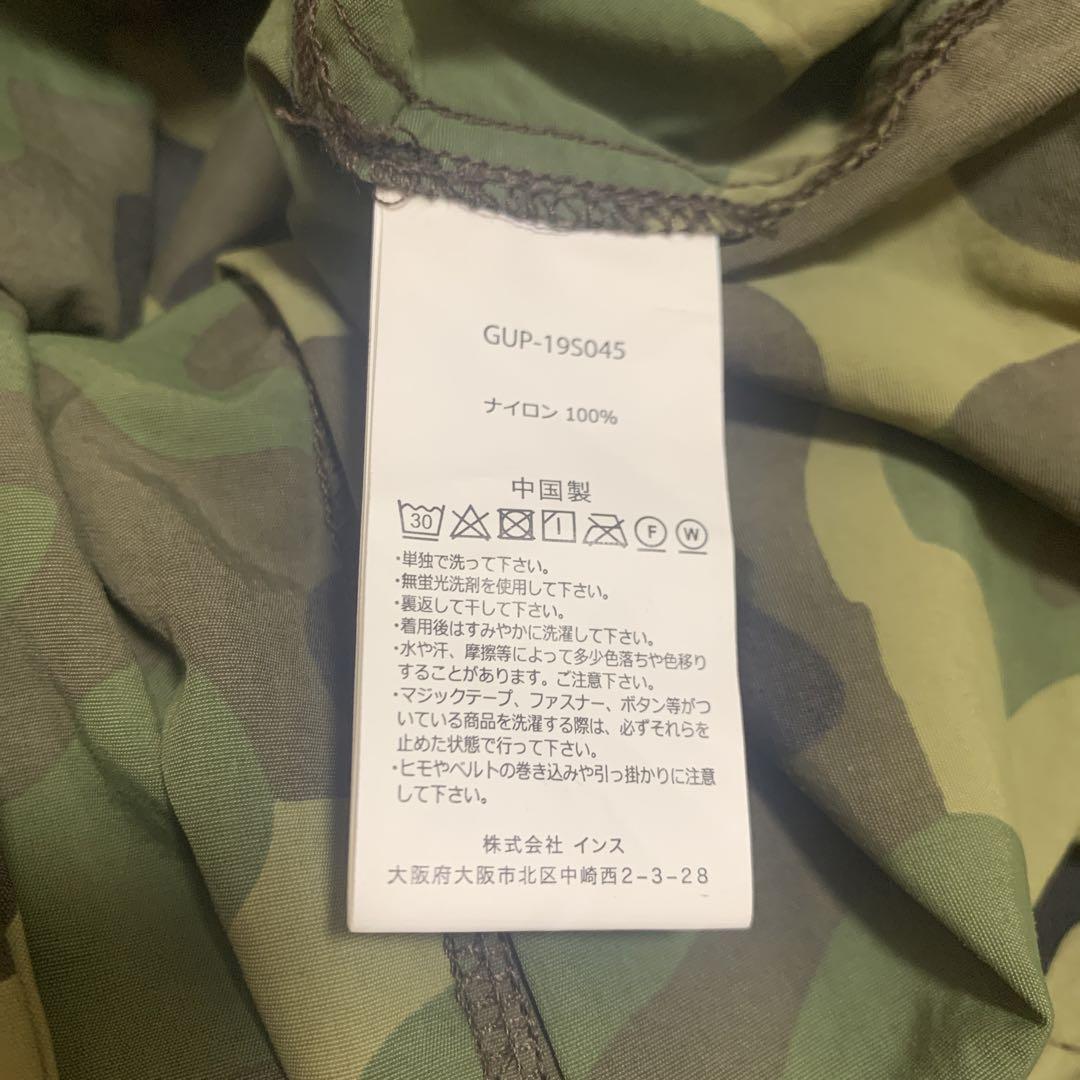 GUP-19S045
ナイロン 100%
中国製
30 F W
・単独で洗って下さい。
・無蛍光洗剤を使用して下さい。
・裏返して干して下さい。
・着用後はすみやかに洗濯して下さい。
・水や汗、摩擦等によって多少色落ちや色移り
することがあります。ご注意下さい。
・マジックテープ、ファスナー、ボタン等がつ
いている商品を洗濯する際は、必ずそれらを
止めた状態で行って下さい。
・ヒモやベルトの巻き込みや引っ掛かりに注意
して下さい。
株式会社 インス
大阪府大阪市北区中崎西2-3-28